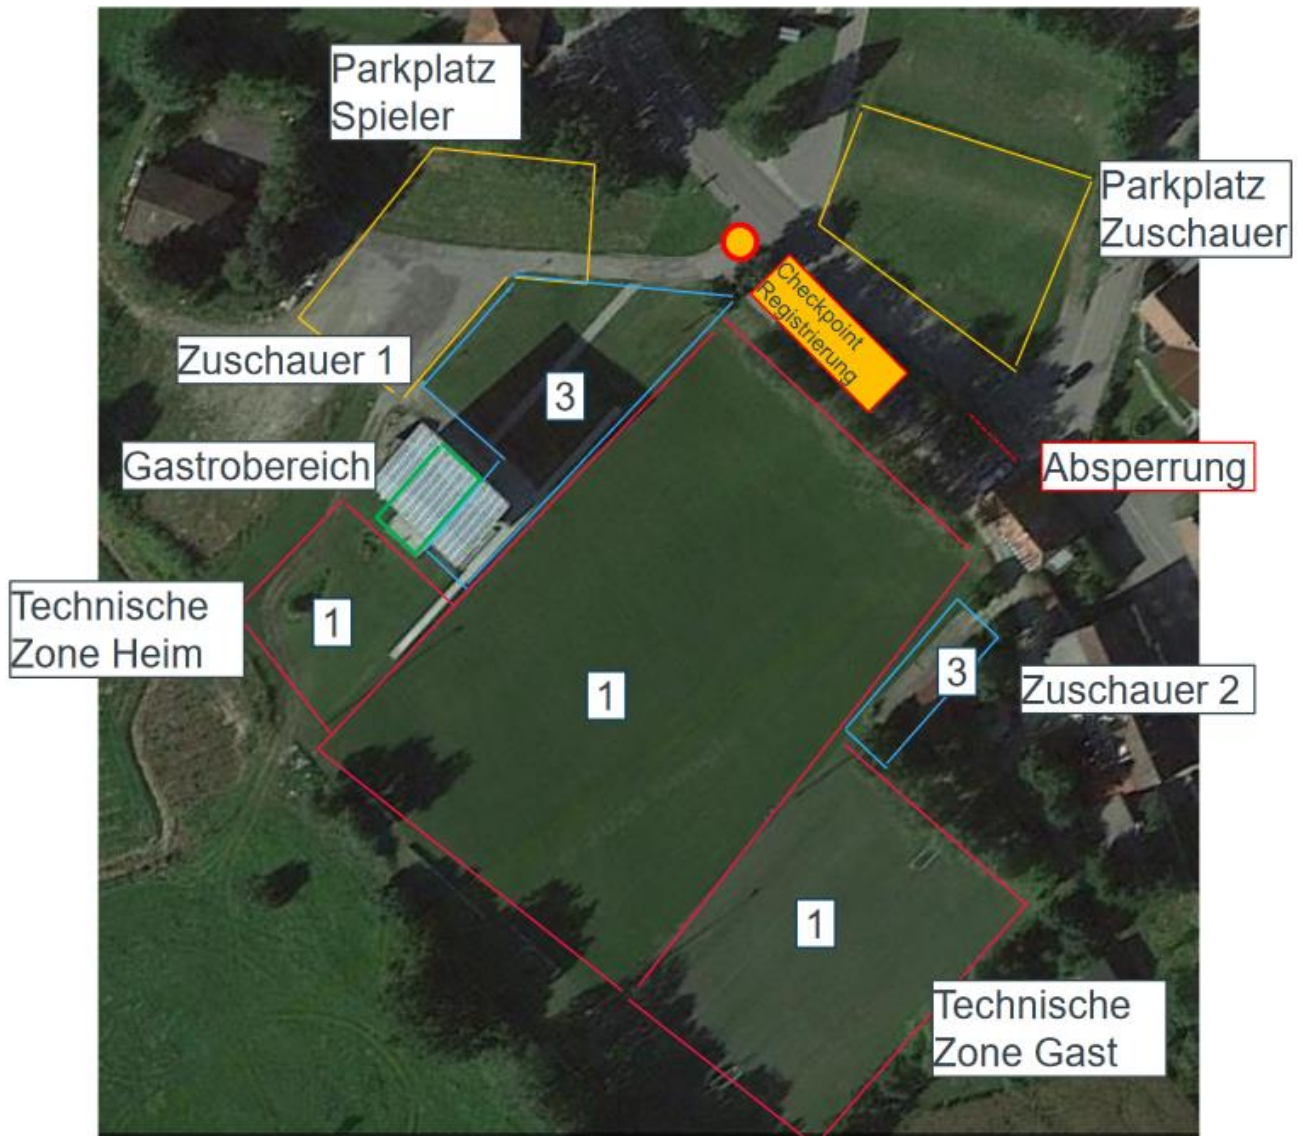 Parkplatz
Spieler
Parkplatz
Zuschauer
Checkpoint
Registrierung
Zuschauer 1
3
Gastrobereich
Absperrung
Technische
Zone Heim
1
1
3
Zuschauer 2
1
Technische
Zone Gast